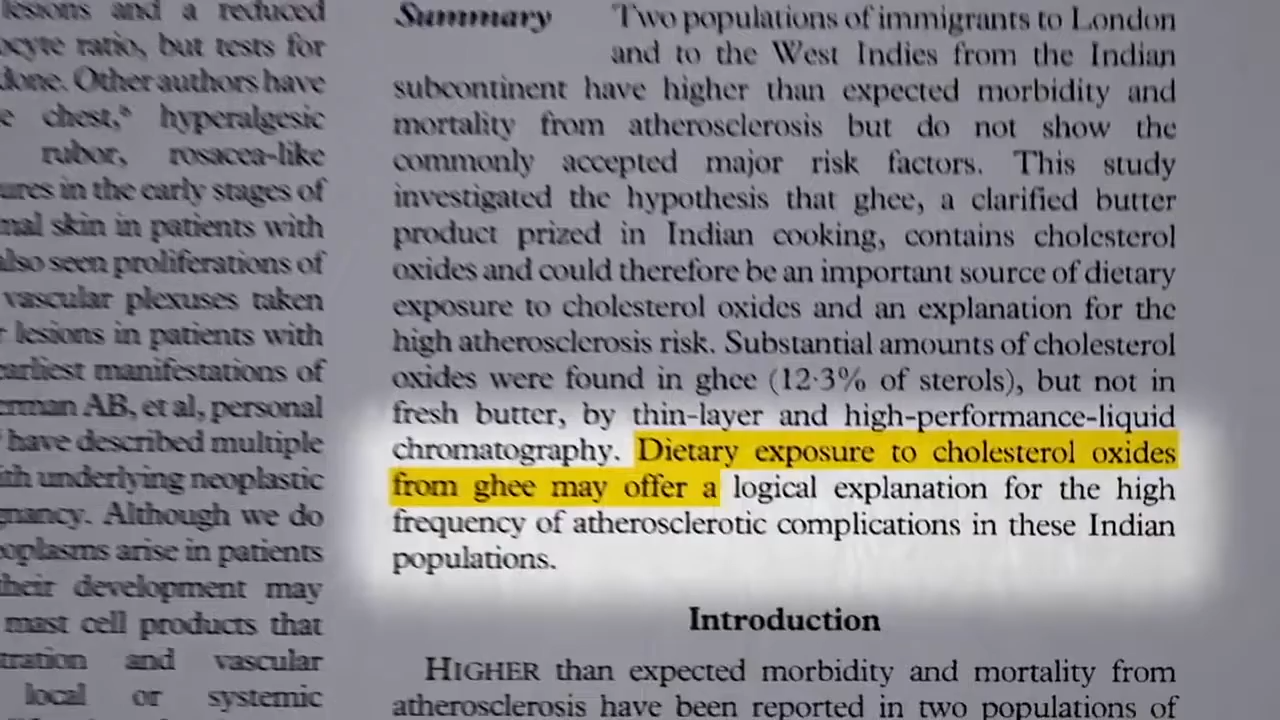 lesions and a reduced
ocyte ratio, but tests for
done. Other authors have
e chest, hyperalgesic
rubor, rosacea-like
ures in the early stages of
mal skin in patients with
also seen proliferations of
vascular plexuses taken
r lesions in patients with
earliest manifestations of
erman AB, et al, personal
have described multiple
ith underlying neoplastic
gnancy. Although we do
oplasms arise in patients
their development may
mast cell products that
tration and vascular
local or systemic
Summary Two populations of immigrants to London
and to the West Indies from the Indian
subcontinent have higher than expected morbidity and
mortality from atherosclerosis but do not show the
commonly accepted major risk factors. This study
investigated the hypothesis that ghee, a clarified butter
product prized in Indian cooking, contains cholesterol
oxides and could therefore be an important source of dietary
exposure to cholesterol oxides and an explanation for the
high atherosclerosis risk. Substantial amounts of cholesterol
oxides were found in ghee (12·3% of sterols), but not in
fresh butter, by thin-layer and high-performance-liquid
chromatography. Dietary exposure to cholesterol oxides
from ghee may offer a logical explanation for the high
frequency of atherosclerotic complications in these Indian
populations.
Introduction
HIGHER than expected morbidity and mortality from
atherosclerosis have been reported in two populations of